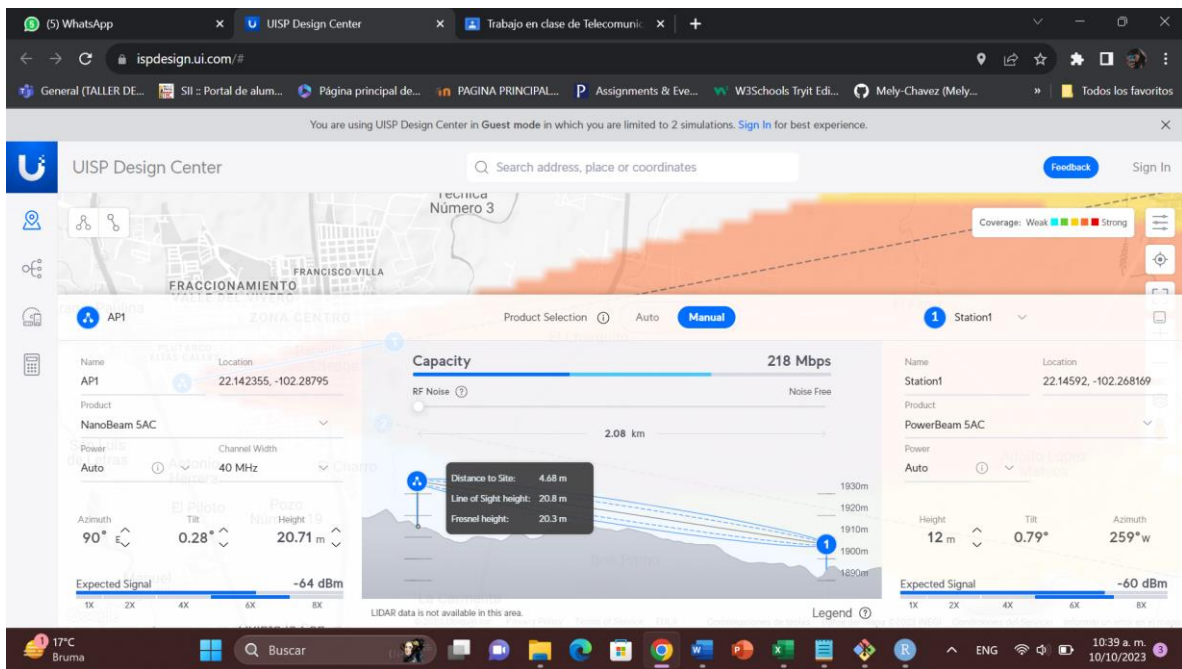 (5) WhatsApp
UISP Design Center
Trabajo en clase de Telecomunic
ispdesign.ui.com/#
General (TALLER DE...
SII :: Portal de alum...
Página principal de...
PAGINA PRINCIPAL...
Assignments & Eve...
W3Schools Tryit Edi...
Mely-Chavez (Mely...
»
Todos los favoritos
You are using UISP Design Center in Guest mode in which you are limited to 2 simulations. Sign In for best experience.
UISP Design Center
Search address, place or coordinates
Feedback
Sign In
Técnica
Número 3
Coverage: Weak Strong
FRANCISCO VILLA
FRACCIONAMIENTO
ZONA CENTRO
AP1
Product Selection
Auto
Manual
1 Station1
Name
Location
AP1
22.142355, -102.28795
Product
NanoBeam 5AC
Power
Channel Width
Auto
40 MHz
El Piloto
Pozo
Azimuth
Tilt
Height
90° E
0.28°
20.71 m
Expected Signal
-64 dBm
1X 2X 4X 6X 8X
Capacity
218 Mbps
RF Noise
Noise Free
2.08 km
Distance to Site: 4.68 m
Line of Sight height: 20.8 m
Fresnel height: 20.3 m
1930m
1920m
1910m
1900m
1890m
1
LIDAR data is not available in this area.
Legend
Name
Location
Station1
22.14592, -102.268169
Product
PowerBeam 5AC
Power
Auto
Height
Tilt
Azimuth
12 m
0.79°
259° W
Expected Signal
-60 dBm
1X 2X 4X 6X 8X
1
17°C
Bruma
Buscar
ENG
10:39 a. m.
10/10/2023
3